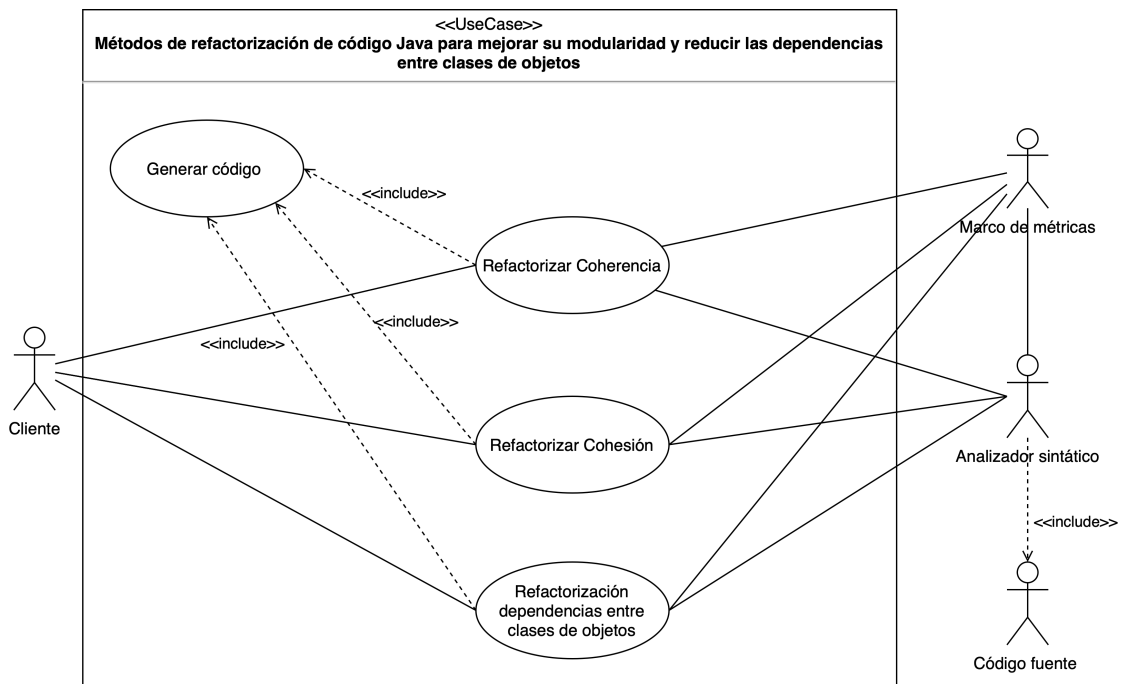 <<UseCase>>
Métodos de refactorización de código Java para mejorar su modularidad y reducir las dependencias
entre clases de objetos
Generar código
<<include>>
Marco de métricas
Refactorizar Coherencia
<<include>>
<<include>>
Cliente
Refactorizar Cohesión
Analizador sintático
<<include>>
Refactorización
dependencias entre
clases de objetos
Código fuente